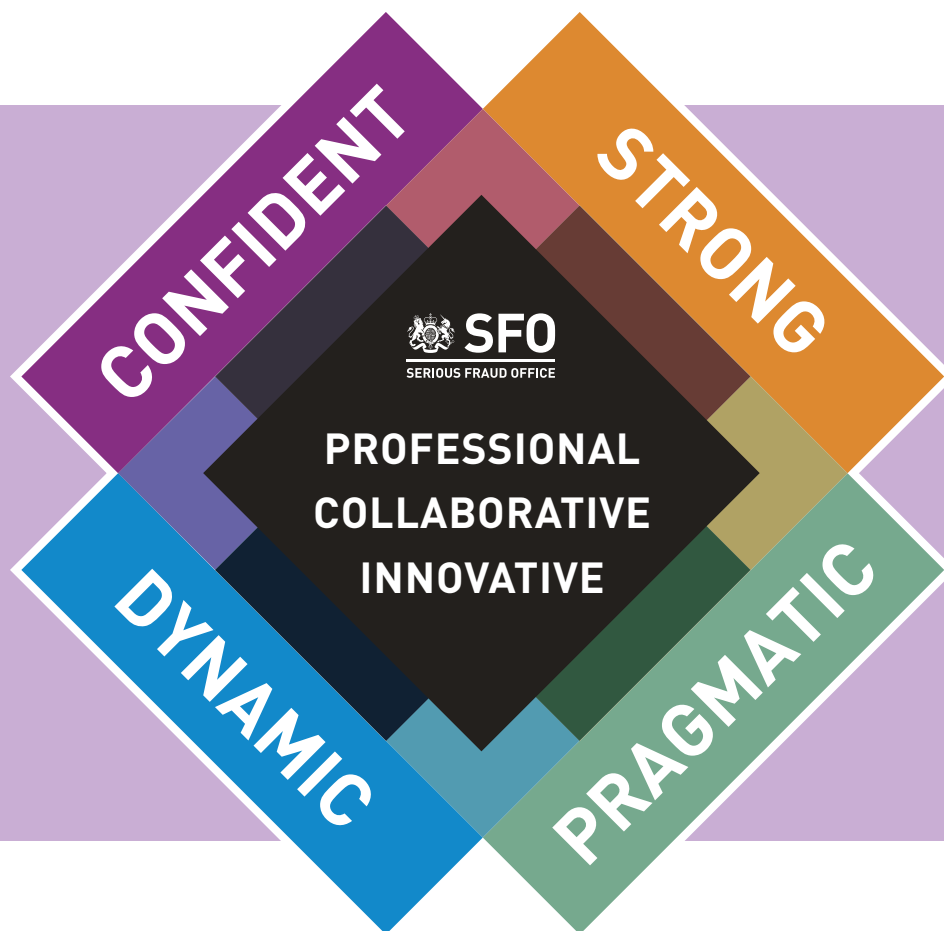 CONFIDENT
STRONG
SFO
SERIOUS FRAUD OFFICE
PROFESSIONAL
COLLABORATIVE
INNOVATIVE
DYNAMIC
PRAGMATIC